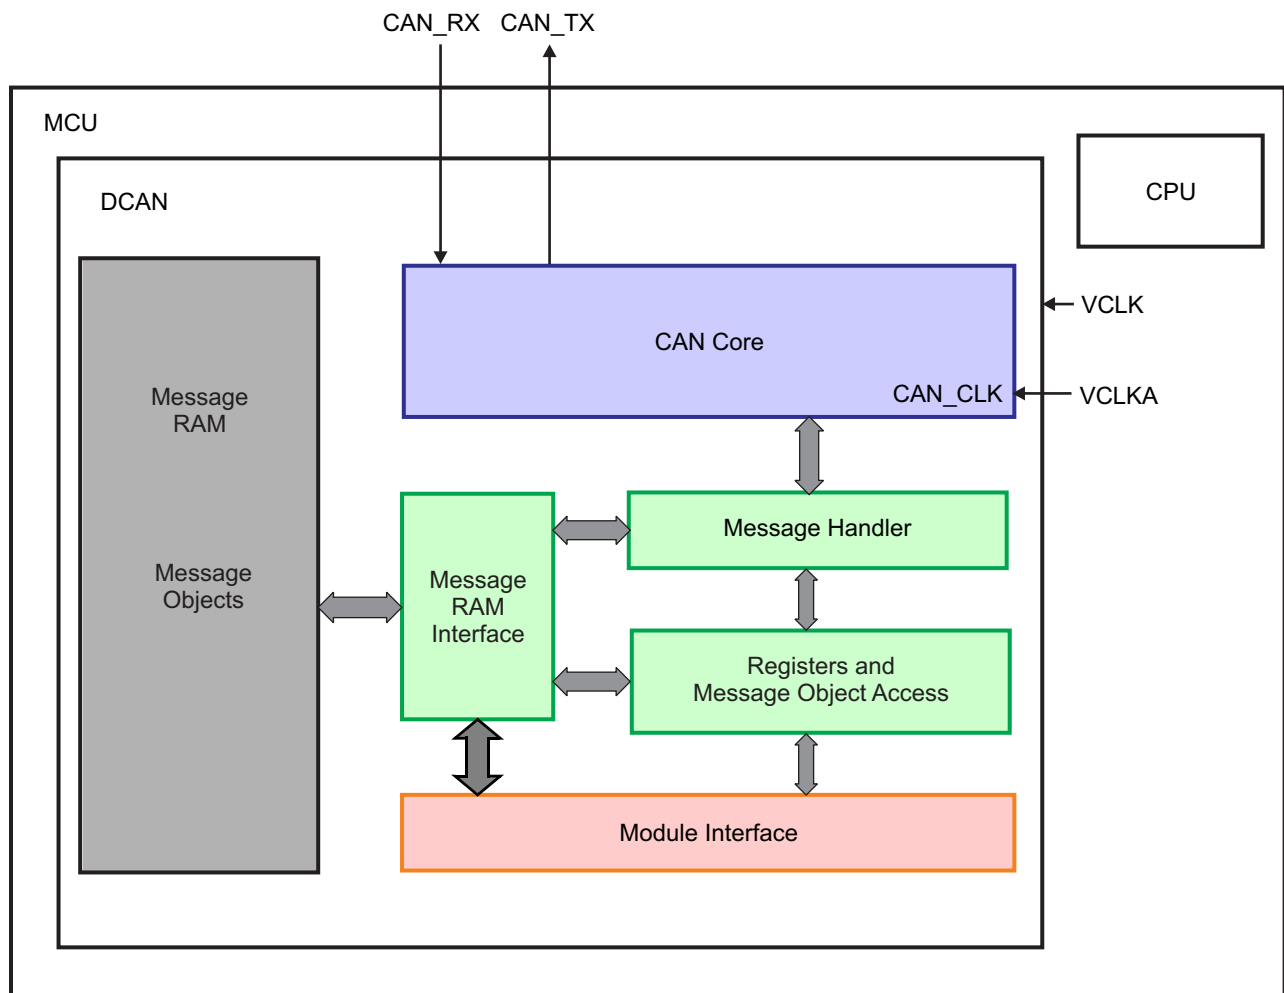 CAN_RX CAN_TX
MCU
CPU
DCAN
VCLK
CAN Core
CAN_CLK
VCLKA
Message
RAM
Message Handler
Message
Objects
Message
RAM
Interface
Registers and
Message Object Access
Module Interface